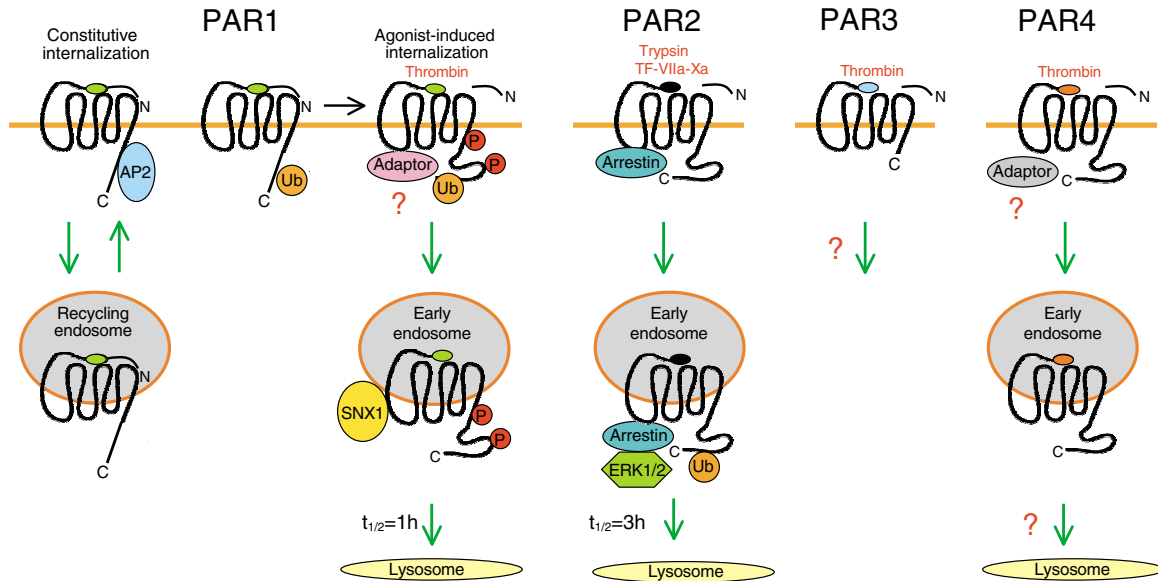 PAR1
PAR2
PAR3
PAR4
Constitutive
internalization
Agonist-induced
internalization
Thrombin
Trypsin
TF-VIIa-Xa
Thrombin
Thrombin
N
N
N
N
N
N
AP2
C
Ub
C
Adaptor
P
P
Ub
?
Arrestin
C
C
Adaptor
C
?
?
Recycling
endosome
N
C
Early
endosome
SNX1
P
P
C
Early
endosome
Arrestin
ERK1/2
C
Ub
Early
endosome
C
t1/2=1h
t1/2=3h
?
Lysosome
Lysosome
Lysosome